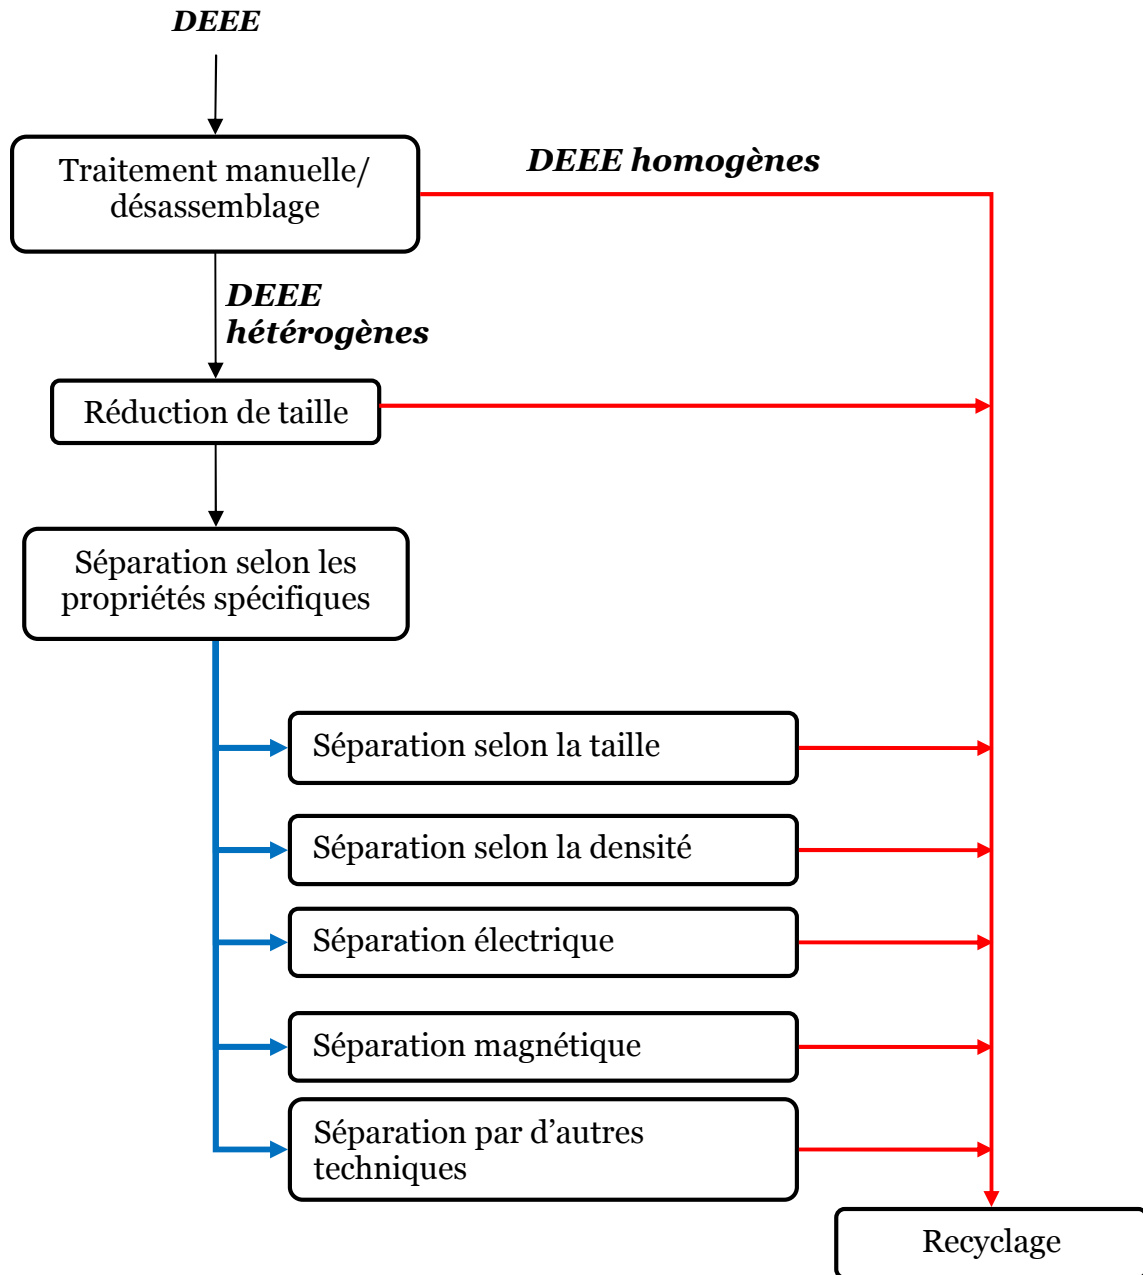 DEEE
Traitement manuelle/
désassemblage
DEEE homogènes
DEEE
hétérogènes
Réduction de taille
Séparation selon les
propriétés spécifiques
Séparation selon la taille
Séparation selon la densité
Séparation électrique
Séparation magnétique
Séparation par d’autres
techniques
Recyclage